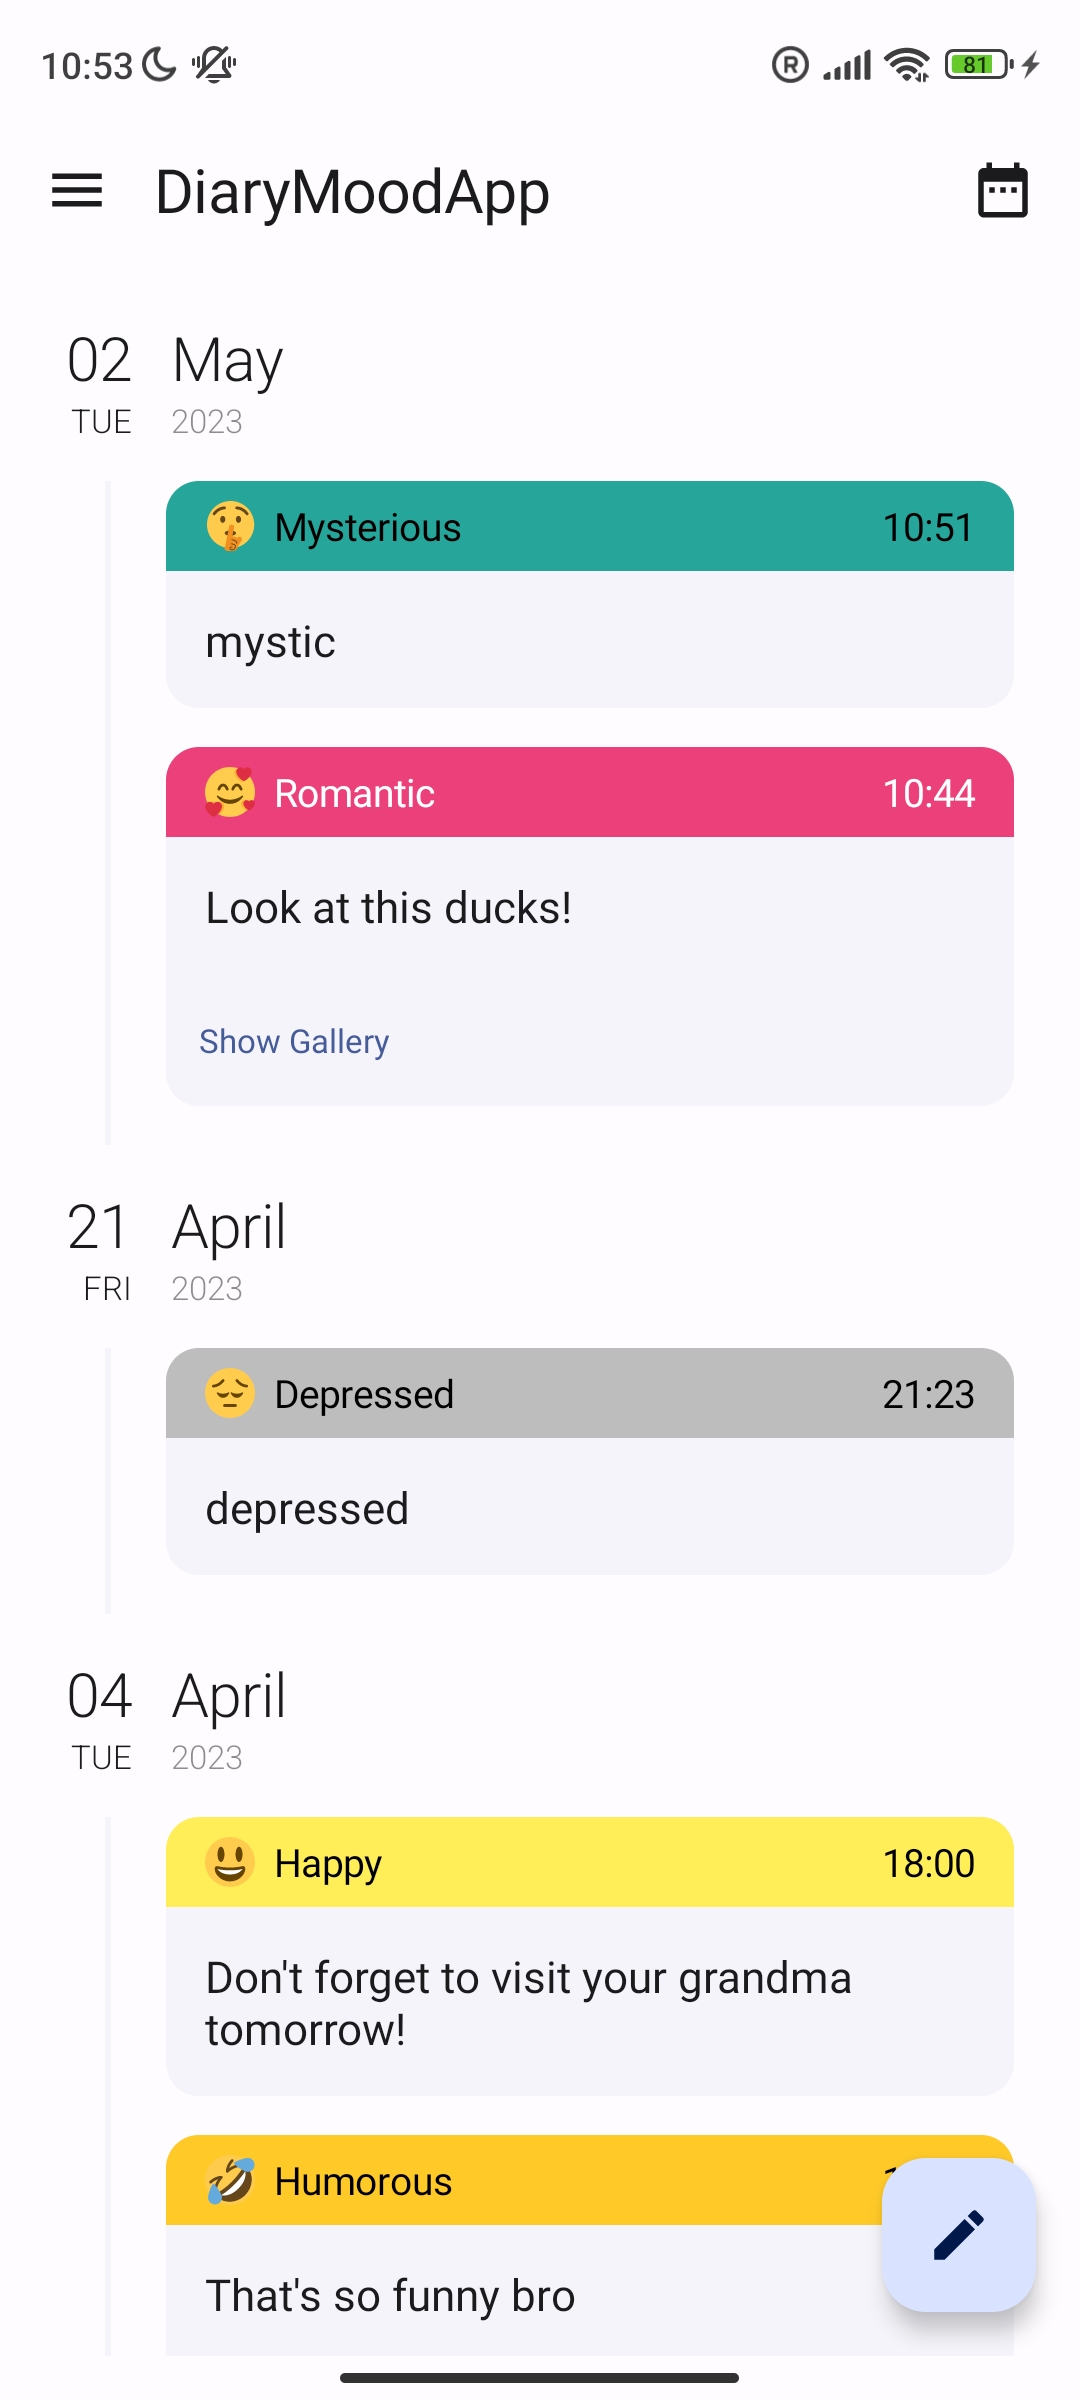 10:53
81
DiaryMoodApp
02 May
TUE 2023
Mysterious 10:51
mystic
Romantic 10:44
Look at this ducks!
Show Gallery
21 April
FRI 2023
Depressed 21:23
depressed
04 April
TUE 2023
Happy 18:00
Don't forget to visit your grandma
tomorrow!
Humorous
That's so funny bro